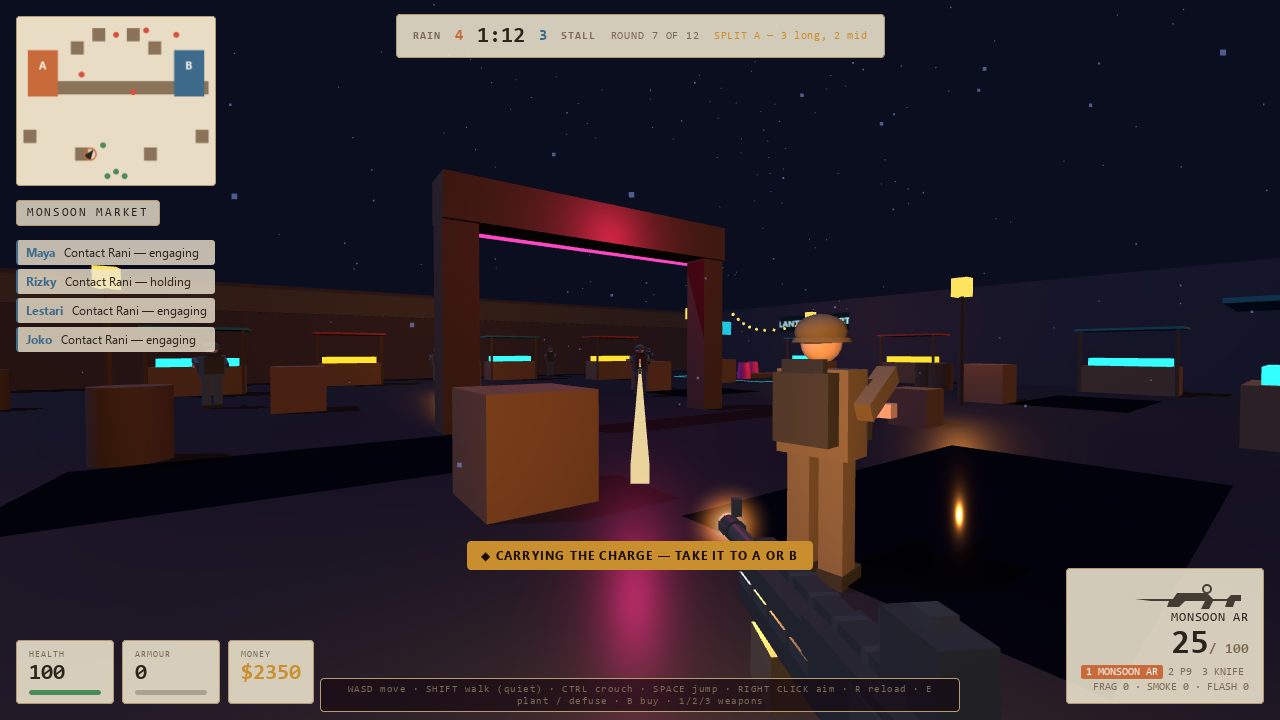 RAIN 4 1:12 3 STALL ROUND 7 OF 12 SPLIT A — 3 long, 2 mid
A
B
MONSOON MARKET
Maya Contact Rani — engaging
Rizky Contact Rani — holding
Lestari Contact Rani — engaging
Joko Contact Rani — engaging
◆ CARRYING THE CHARGE — TAKE IT TO A OR B
HEALTH
100
ARMOUR
0
MONEY
$2350
WASD move · SHIFT walk (quiet) · CTRL crouch · SPACE jump · RIGHT CLICK aim · R reload · E
plant / defuse · B buy · 1/2/3 weapons
MONSOON AR
25 / 100
1 MONSOON AR 2 P9 3 KNIFE
FRAG 0 · SMOKE 0 · FLASH 0